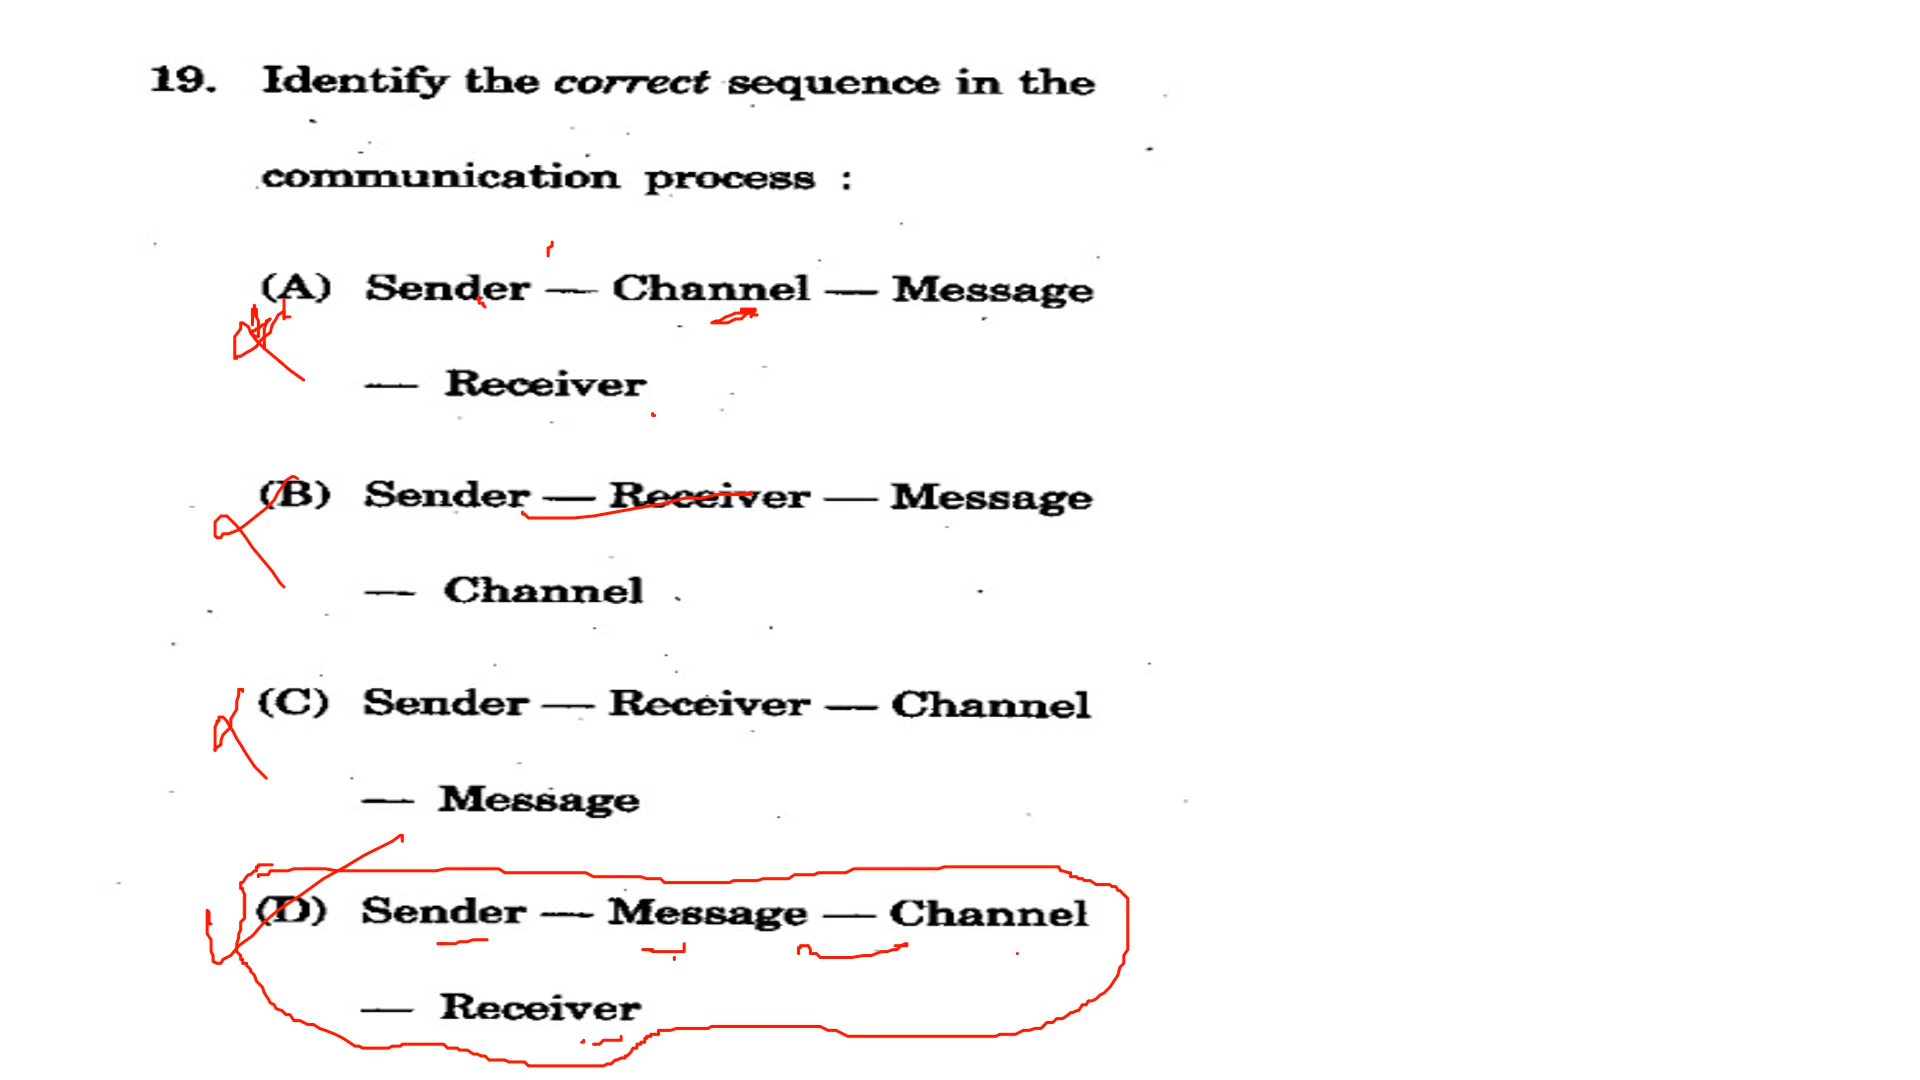 19. Identify the correct sequence in the
communication process :
(A) Sender — Channel — Message
— Receiver
(B) Sender — Receiver — Message
— Channel
(C) Sender — Receiver — Channel
— Message
(D) Sender — Message — Channel
— Receiver